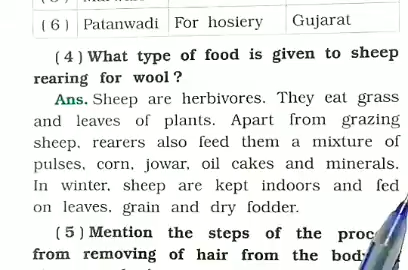 ( 6 ) Patanwadi For hosiery Gujarat
( 4 ) What type of food is given to sheep
rearing for wool ?
Ans. Sheep are herbivores. They eat grass
and leaves of plants. Apart from grazing
sheep, rearers also feed them a mixture of
pulses, corn, jowar, oil cakes and minerals.
In winter, sheep are kept indoors and fed
on leaves, grain and dry fodder.
( 5 ) Mention the steps of the
from removing of hair from the